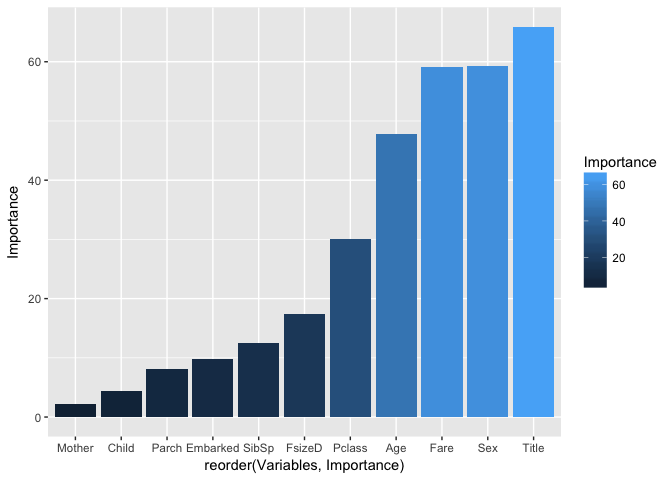 60
40
20
0
Importance
Mother Child Parch Embarked SibSp FsizeD Pclass Age Fare Sex Title
reorder(Variables, Importance)
Importance
60
40
20